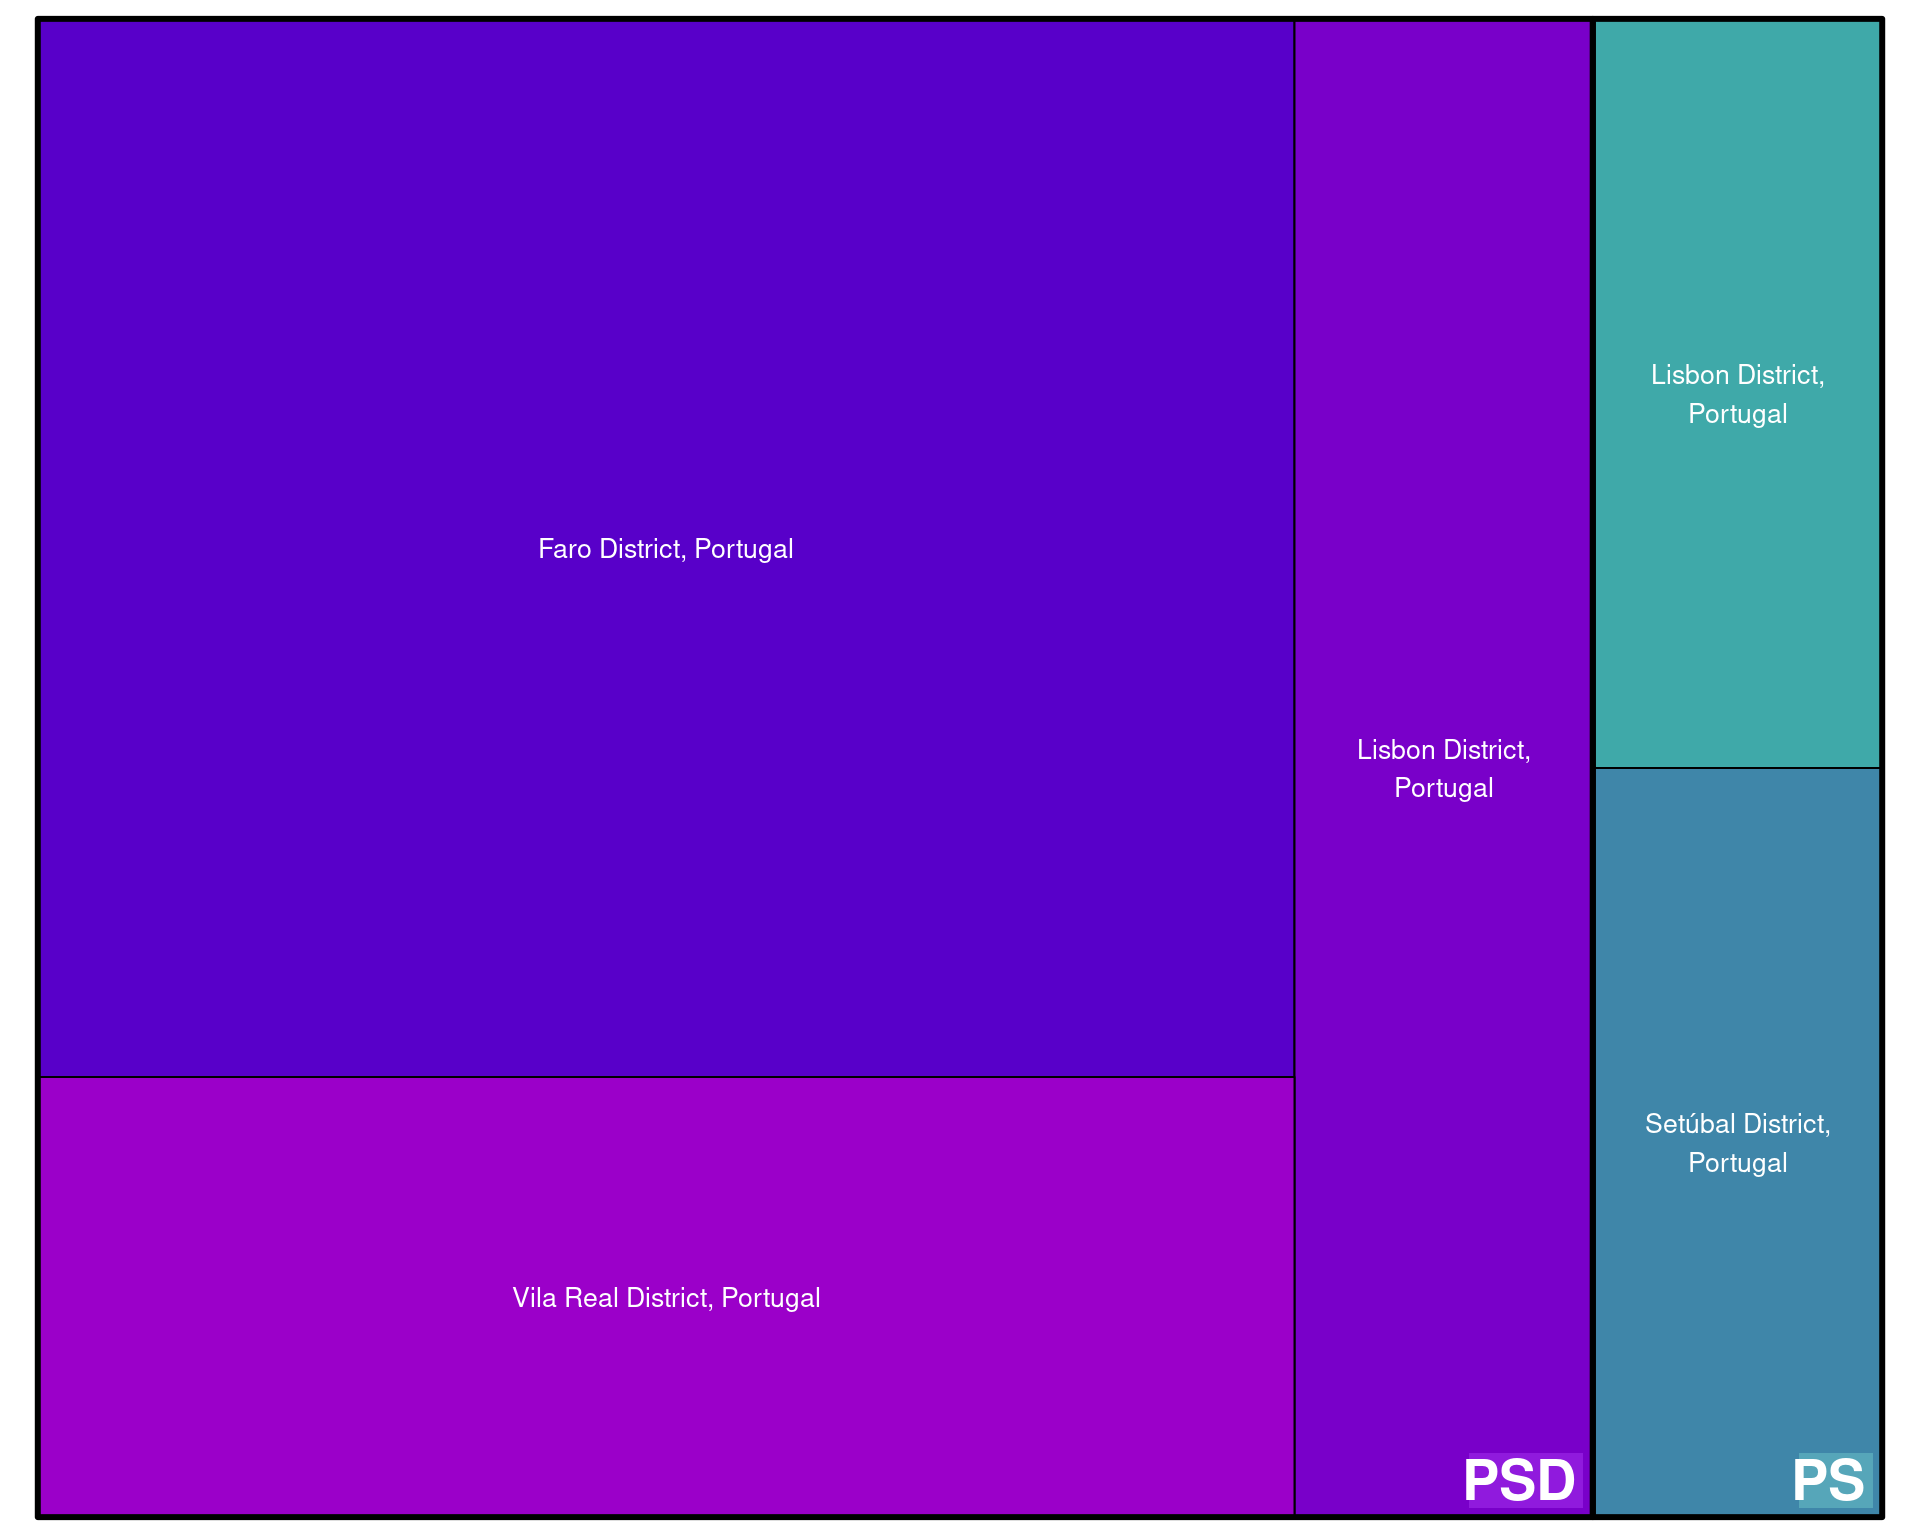 Faro District, Portugal
Vila Real District, Portugal
Lisbon District,
Portugal
PSD
Lisbon District,
Portugal
Setúbal District,
Portugal
PS